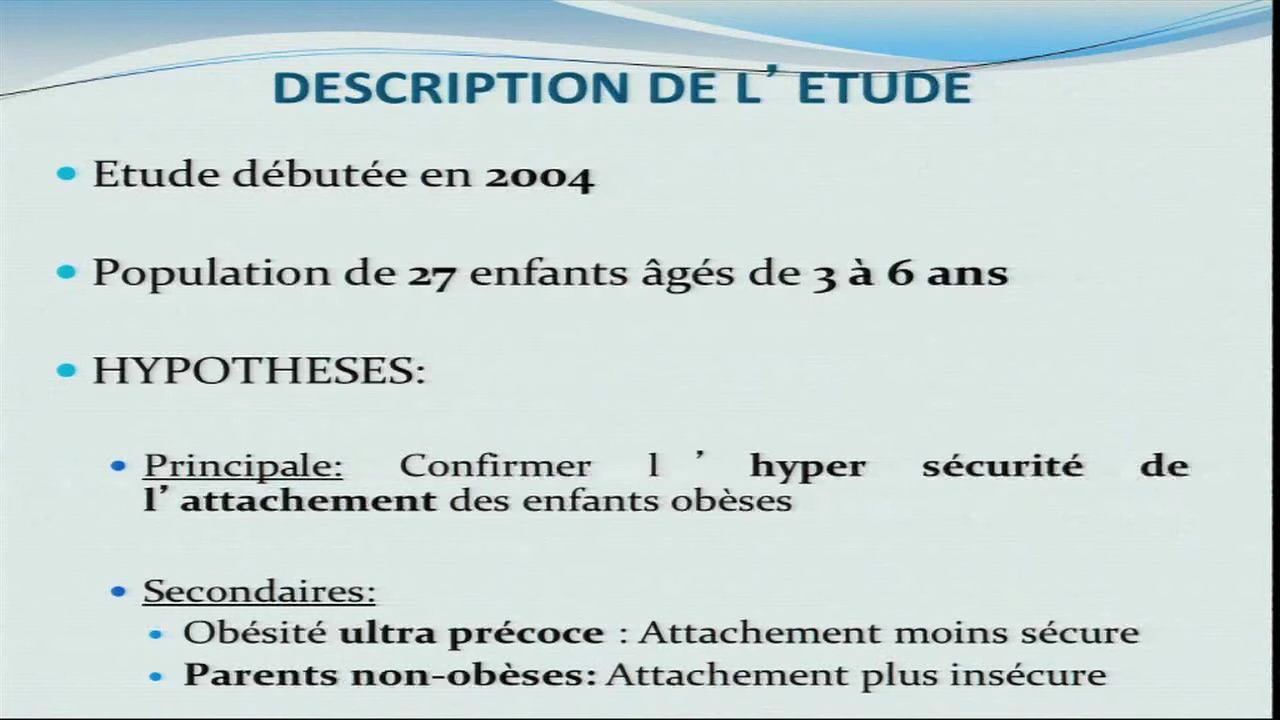 DESCRIPTION DE L’ ETUDE
• Etude débutée en 2004
• Population de 27 enfants âgés de 3 à 6 ans
• HYPOTHESES:
• Principale: Confirmer l ’ hyper sécurité de
l’ attachement des enfants obèses
• Secondaires:
• Obésité ultra précoce : Attachement moins sécure
• Parents non-obèses: Attachement plus insécure